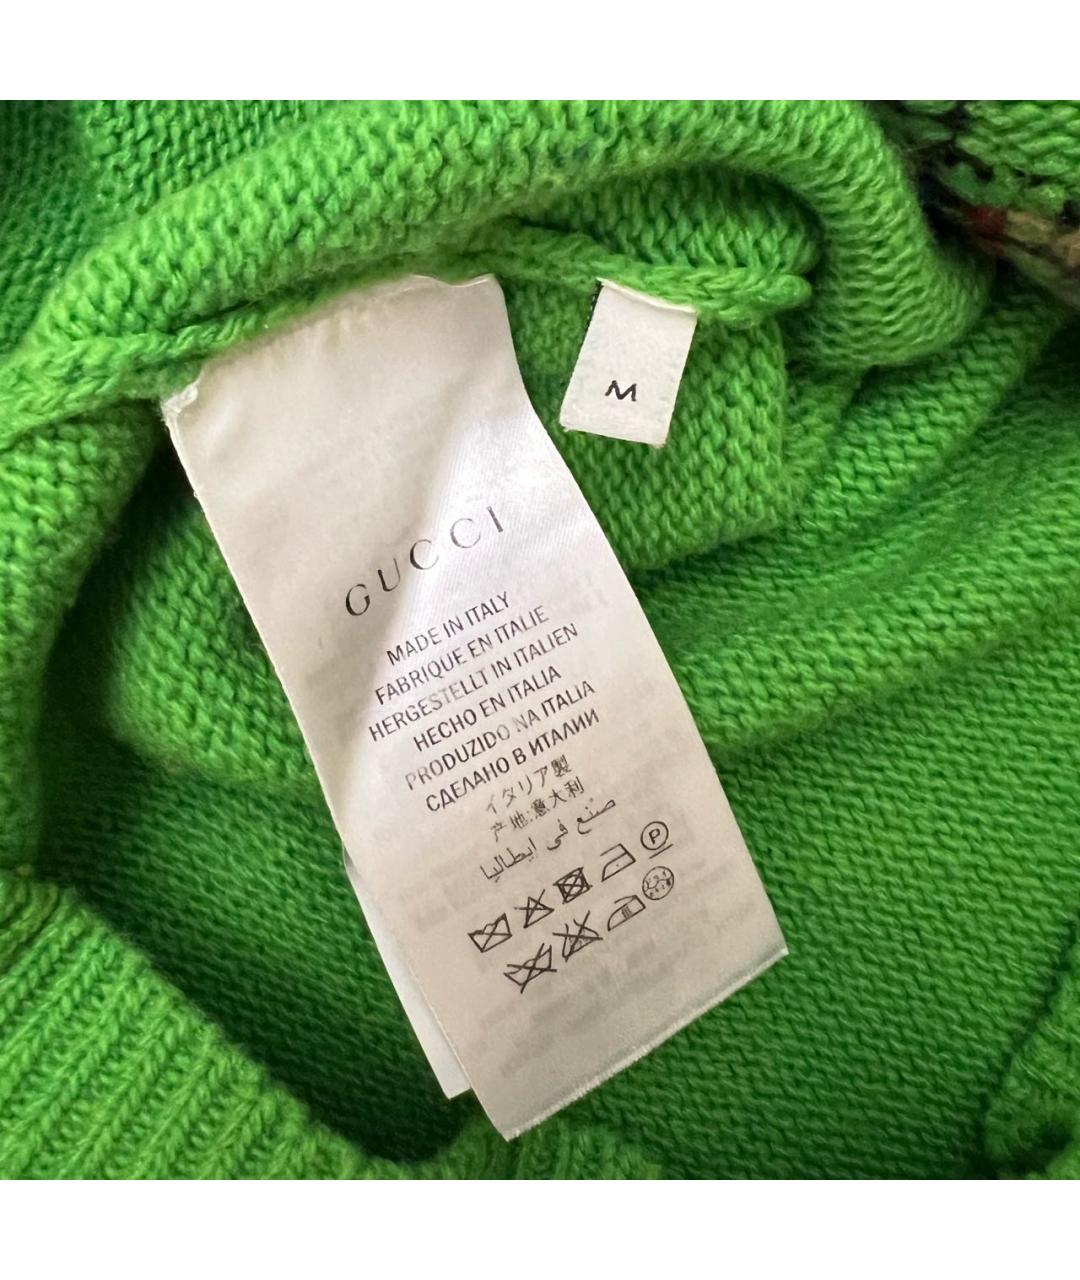 M
GUCCI
MADE IN ITALY
FABRIQUE EN ITALIE
HERGESTELLT IN ITALIEN
HECHO EN ITALIA
PRODUZIDO NA ITALIA
СДЕЛАНО В ИТАЛИИ
イタリア製
产地:意大利
صنع في ايطاليا
P